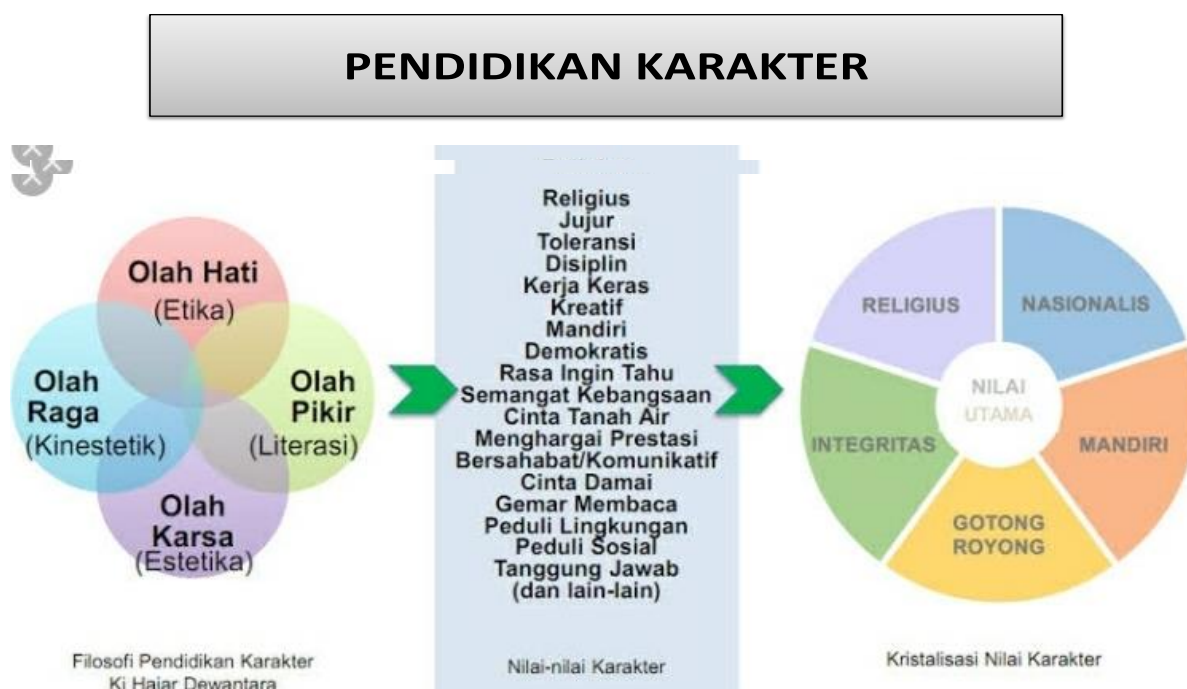 PENDIDIKAN KARAKTER
Olah Hati
(Etika)
Olah
Raga
(Kinestetik)
Olah
Pikir
(Literasi)
Olah
Karsa
(Estetika)
Filosofi Pendidikan Karakter
Ki Hajar Dewantara
Religius
Jujur
Toleransi
Disiplin
Kerja Keras
Kreatif
Mandiri
Demokratis
Rasa Ingin Tahu
Semangat Kebangsaan
Cinta Tanah Air
Menghargai Prestasi
Bersahabat/Komunikatif
Cinta Damai
Gemar Membaca
Peduli Lingkungan
Peduli Sosial
Tanggung Jawab
(dan lain-lain)
Nilai-nilai Karakter
RELIGIUS
NASIONALIS
NILAI
UTAMA
INTEGRITAS
MANDIRI
GOTONG
ROYONG
Kristalisasi Nilai Karakter